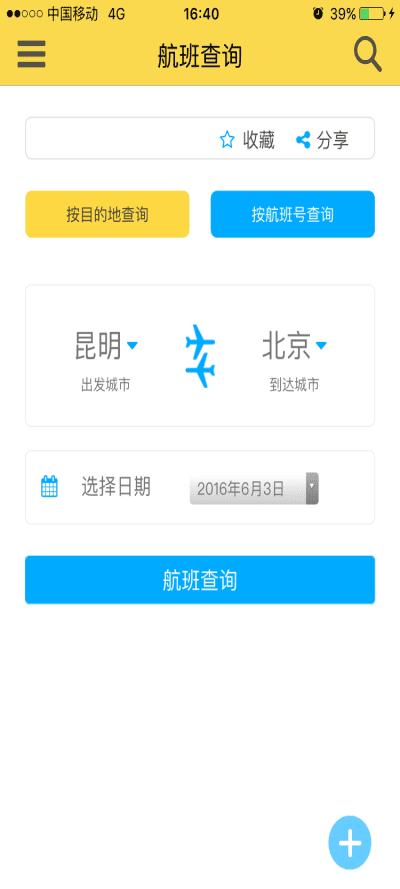 中国移动 4G 16:40 39%
航班查询
收藏 分享
按目的地查询 按航班号查询
昆明 北京
出发城市 到达城市
选择日期 2016年6月3日
航班查询